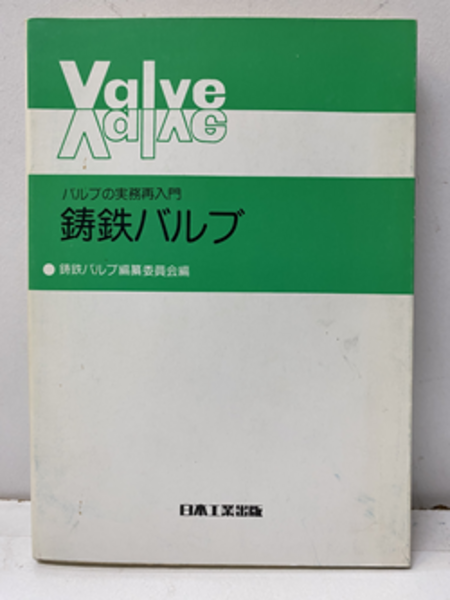 Valve
Valve
バルブの実務再入門
鋳鉄バルブ
●鋳鉄バルブ編纂委員会編
日本工業出版